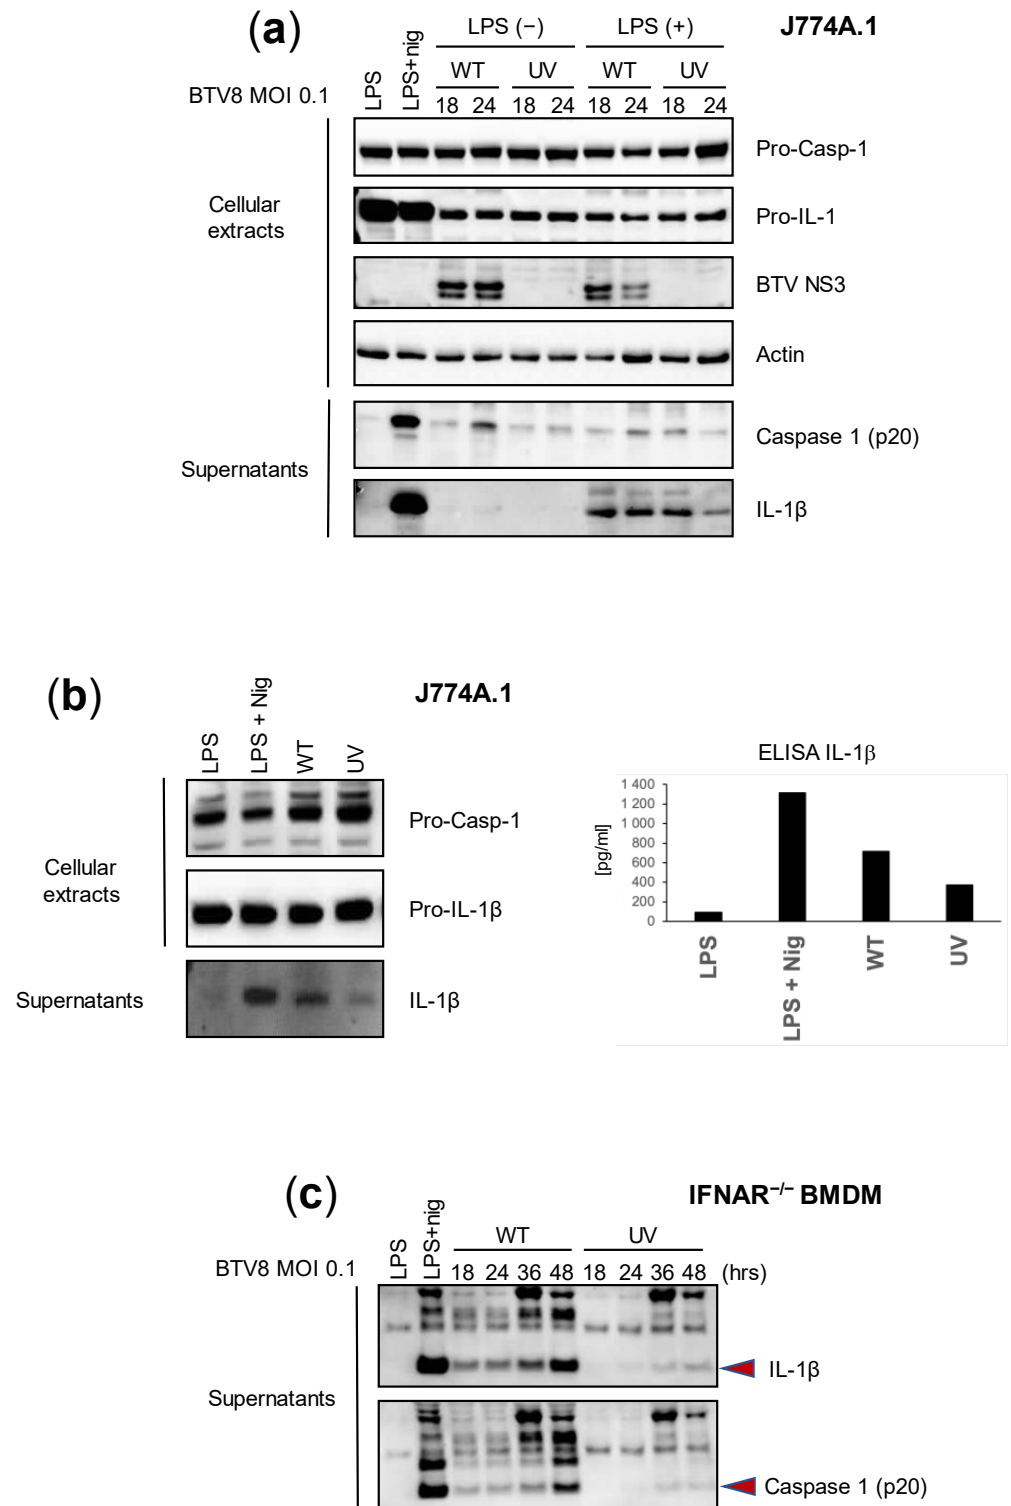 (a)
J774A.1
LPS (−) LPS (+)
LPS
LPS+nig
WT UV WT UV
BTV8 MOI 0.1
18 24 18 24 18 24 18 24
Cellular
extracts
Pro-Casp-1
Pro-IL-1
BTV NS3
Actin
Supernatants
Caspase 1 (p20)
IL-1β
(b)
J774A.1
LPS
LPS + Nig
WT
UV
Cellular
extracts
Pro-Casp-1
Pro-IL-1β
Supernatants
IL-1β
ELISA IL-1β
[pg/ml]
1 400
1 200
1 000
800
600
400
200
0
LPS
LPS + Nig
WT
UV
(c)
IFNAR−/− BMDM
LPS
LPS+nig
WT UV
BTV8 MOI 0.1
18 24 36 48 18 24 36 48 (hrs)
Supernatants
IL-1β
Caspase 1 (p20)